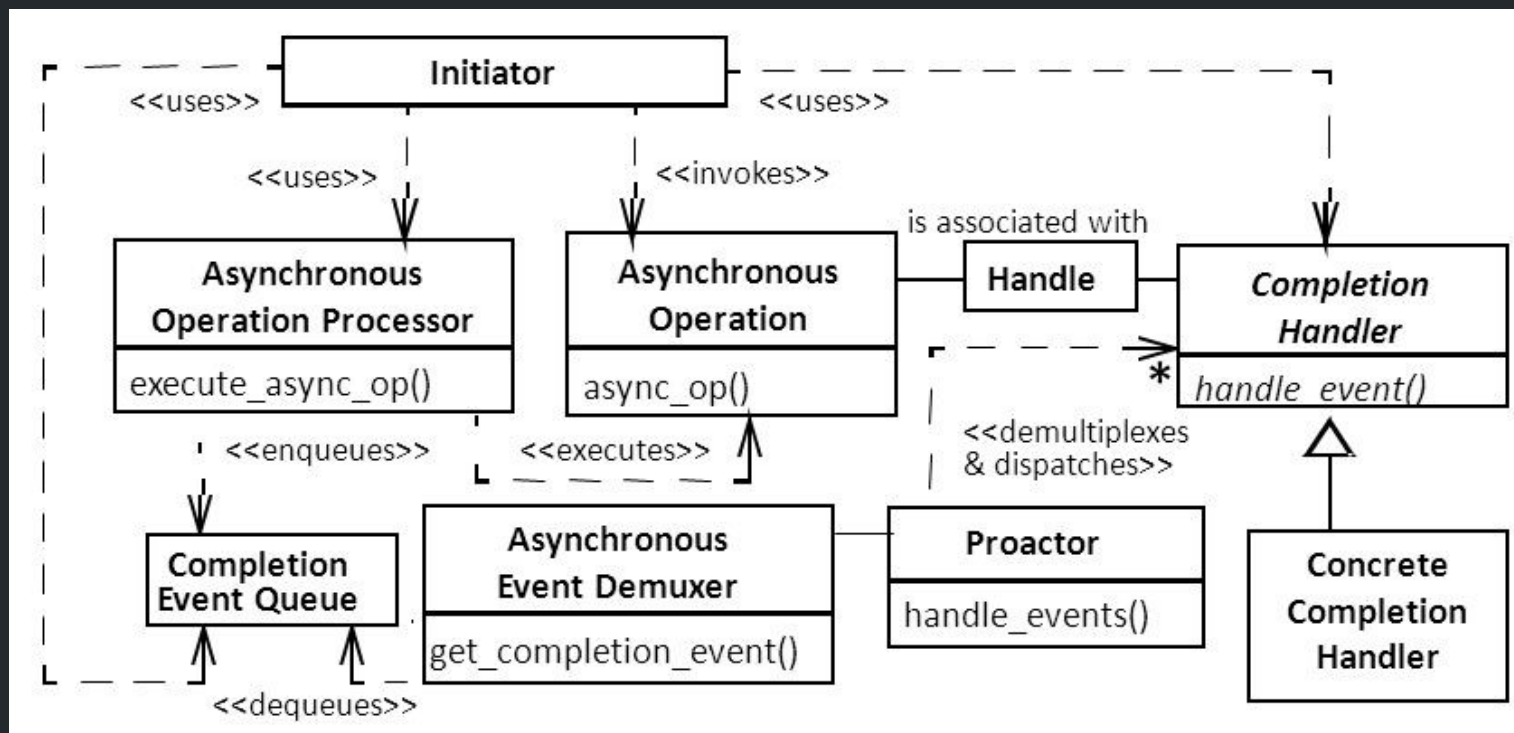 Initiator
<<uses>>
<<uses>>
<<uses>>
<<invokes>>
is associated with
Asynchronous
Operation Processor
execute_async_op()
Asynchronous
Operation
async_op()
Handle
Completion
Handler
handle_event()
*
<<enqueues>>
<<executes>>
<<demultiplexes
& dispatches>>
Completion
Event Queue
Asynchronous
Event Demuxer
get_completion_event()
Proactor
handle_events()
Concrete
Completion
Handler
<<dequeues>>